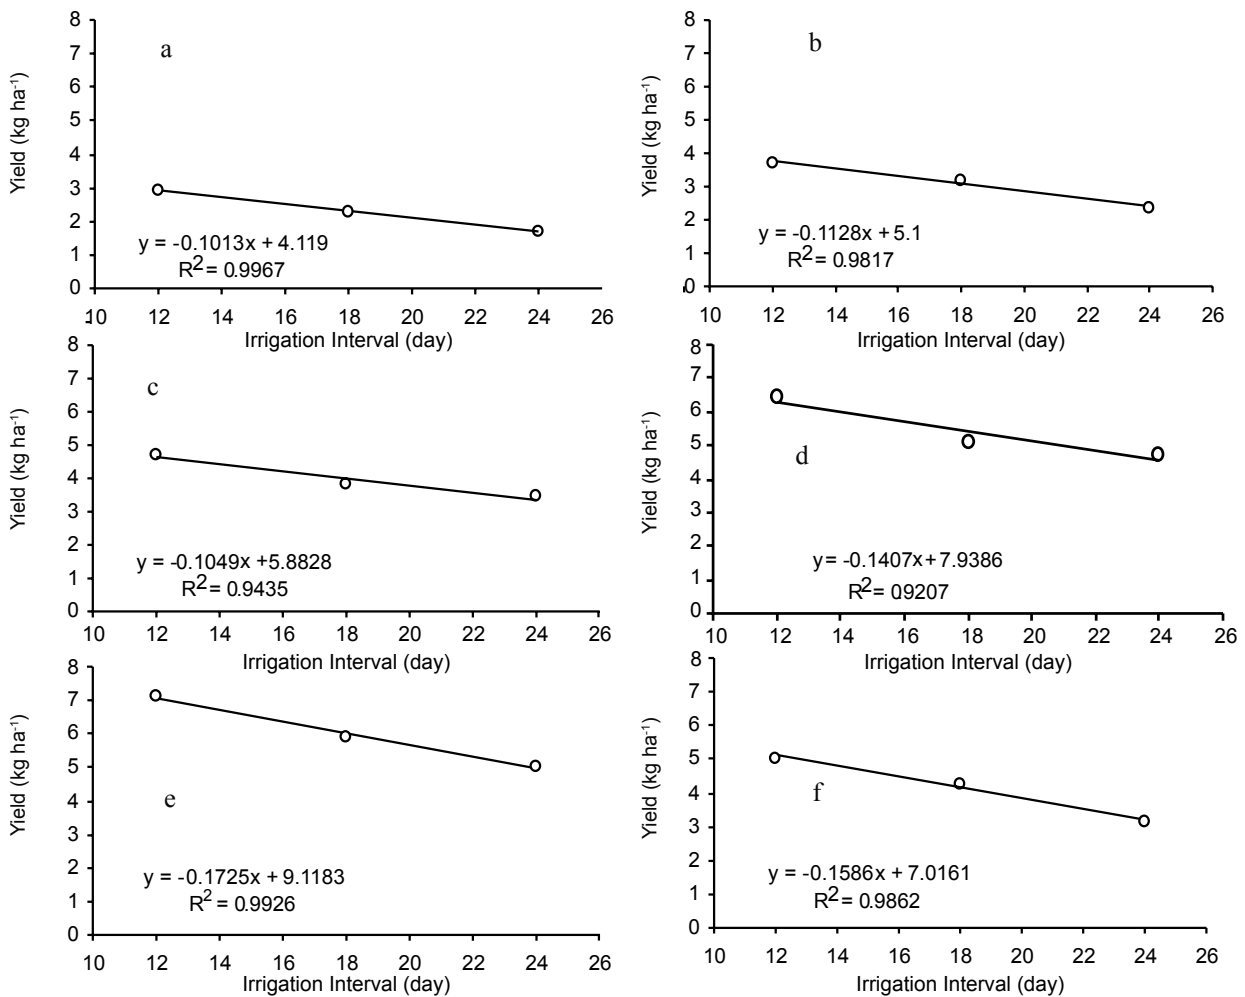 a
Yield (kg ha-1)
8
7
6
5
4
3
2
1
0
y = -0.1013x + 4.119
R2 = 0.9967
10 12 14 16 18 20 22 24 26
Irrigation Interval (day)
b
Yield (kg ha-1)
8
7
6
5
4
3
2
1
0
y = -0.1128x + 5.1
R2 = 0.9817
10 12 14 16 18 20 22 24 26
Irrigation Interval (day)
c
Yield (kg ha-1)
8
7
6
5
4
3
2
1
0
y = -0.1049x +5.8828
R2 = 0.9435
10 12 14 16 18 20 22 24 26
Irrigation Interval (day)
d
Yield (kg ha-1)
8
7
6
5
4
3
2
1
0
y= -0.1407x+7.9386
R2= 0.9207
10 12 14 16 18 20 22 24 26
Irrigation Interval (day)
e
Yield (kg ha-1)
8
7
6
5
4
3
2
1
0
y = -0.1725x + 9.1183
R2 = 0.9926
10 12 14 16 18 20 22 24 26
Irrigation Interval (day)
f
Yield (kg ha-1)
8
7
6
5
4
3
2
1
0
y = -0.1586x + 7.0161
R2 = 0.9862
10 12 14 16 18 20 22 24 26
Irrigation Interval (day)